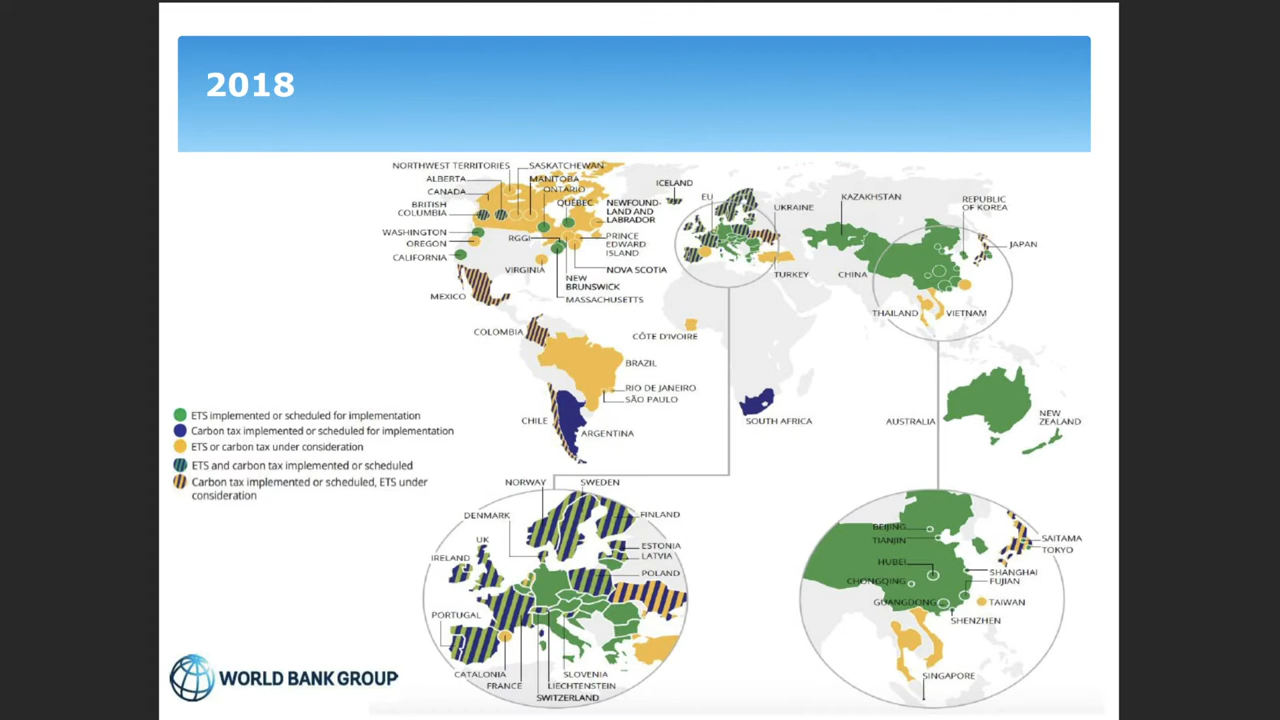 2018
NORTHWEST TERRITORIES
SASKATCHEWAN
ALBERTA
MANITOBA
CANADA
ONTARIO
BRITISH
COLUMBIA
QUÉBEC
NEWFOUND-
LAND AND
LABRADOR
WASHINGTON
OREGON
RGGI
PRINCE
EDWARD
ISLAND
CALIFORNIA
VIRGINIA
NOVA SCOTIA
NEW
BRUNSWICK
MEXICO
MASSACHUSETTS
ICELAND
EU
UKRAINE
KAZAKHSTAN
REPUBLIC
OF KOREA
JAPAN
TURKEY
CHINA
THAILAND
VIETNAM
COLOMBIA
CÔTE D'IVOIRE
BRAZIL
RIO DE JANEIRO
SÃO PAULO
CHILE
ARGENTINA
SOUTH AFRICA
AUSTRALIA
NEW
ZEALAND
ETS implemented or scheduled for implementation
Carbon tax implemented or scheduled for implementation
ETS or carbon tax under consideration
ETS and carbon tax implemented or scheduled
Carbon tax implemented or scheduled, ETS under
consideration
NORWAY
SWEDEN
DENMARK
FINLAND
UK
ESTONIA
LATVIA
IRELAND
POLAND
PORTUGAL
CATALONIA
SLOVENIA
FRANCE
LIECHTENSTEIN
SWITZERLAND
BEIJING
TIANJIN
SAITAMA
TOKYO
HUBEI
SHANGHAI
CHONGQING
FUJIAN
GUANGDONG
TAIWAN
SHENZHEN
SINGAPORE
WORLD BANK GROUP